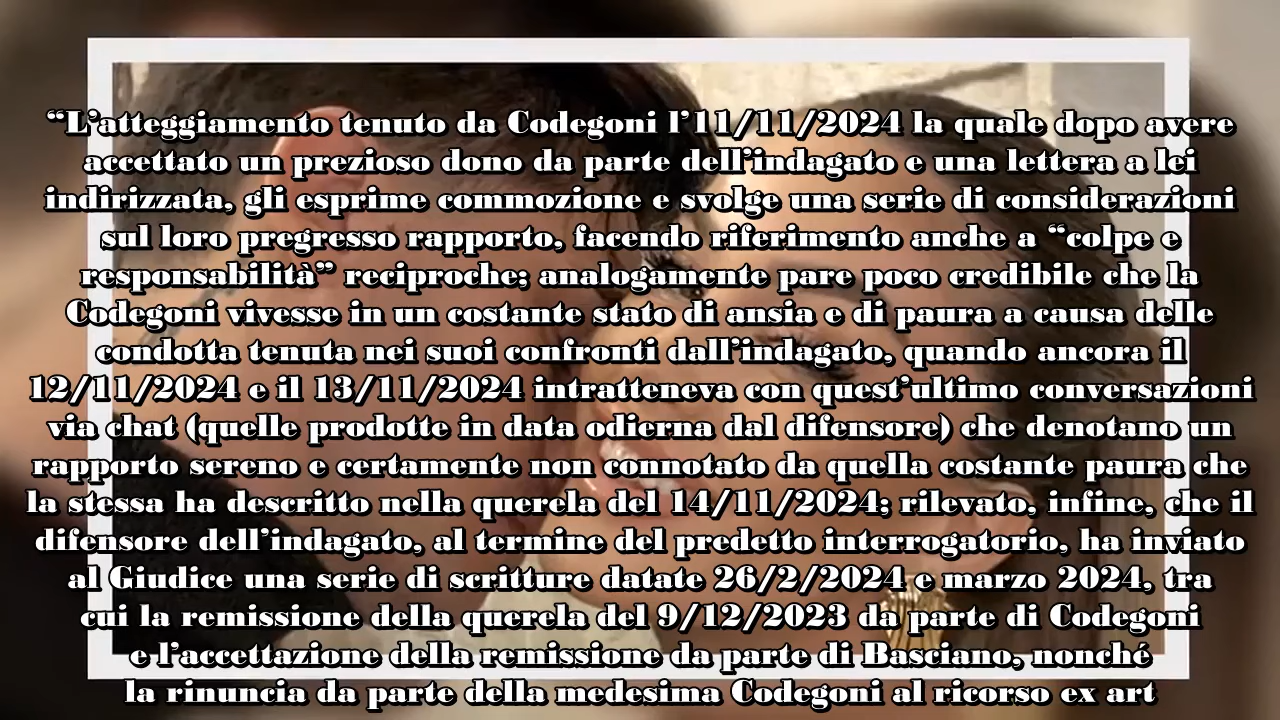 “L’atteggiamento tenuto da Codegoni l’11/11/2024 la quale dopo avere
accettato un prezioso dono da parte dell’indagato e una lettera a lei
indirizzata, gli esprime commozione e svolge una serie di considerazioni
sul loro pregresso rapporto, facendo riferimento anche a “colpe e
responsabilità” reciproche; analogamente pare poco credibile che la
Codegoni vivesse in un costante stato di ansia e di paura a causa delle
condotta tenuta nei suoi confronti dall’indagato, quando ancora il
12/11/2024 e il 13/11/2024 intratteneva con quest’ultimo conversazioni
via chat (quelle prodotte in data odierna dal difensore) che denotano un
rapporto sereno e certamente non connotato da quella costante paura che
la stessa ha descritto nella querela del 14/11/2024; rilevato, infine, che il
difensore dell’indagato, al termine del predetto interrogatorio, ha inviato
al Giudice una serie di scritture datate 26/2/2024 e marzo 2024, tra
cui la remissione della querela del 9/12/2023 da parte di Codegoni
e l’accettazione della remissione da parte di Basciano, nonché
la rinuncia da parte della medesima Codegoni al ricorso ex art